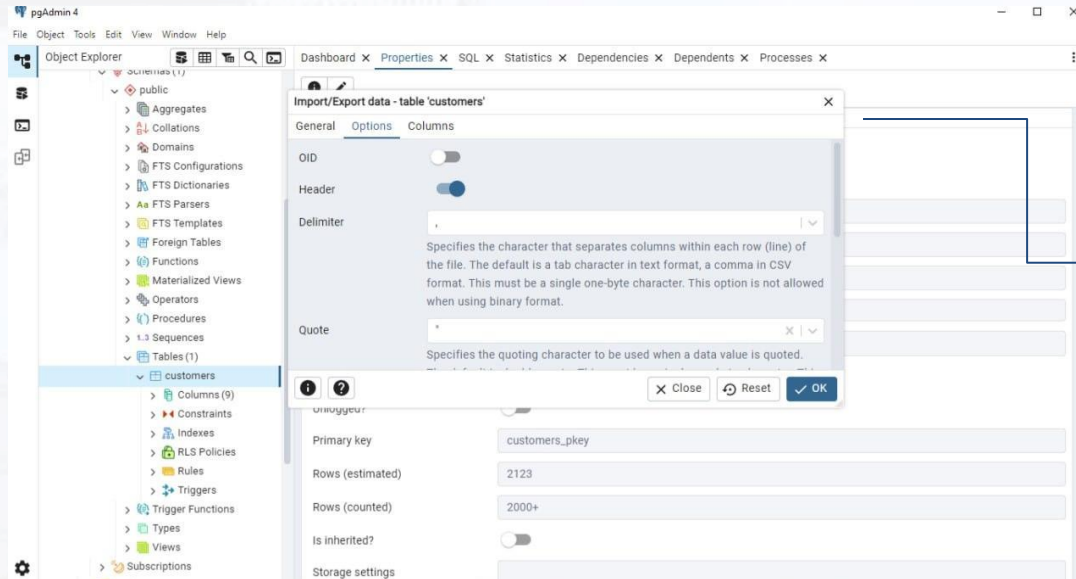 pgAdmin 4
File Object Tools Edit View Window Help
Object Explorer
Dashboard Properties SQL Statistics Dependencies Dependents Processes
Schemas (1)
public
Aggregates
Collations
Domains
FTS Configurations
FTS Dictionaries
FTS Parsers
FTS Templates
Foreign Tables
Functions
Materialized Views
Operators
Procedures
1..3 Sequences
Tables (1)
customers
Columns (9)
Constraints
Indexes
RLS Policies
Rules
Triggers
Trigger Functions
Types
Views
Subscriptions
Import/Export data - table 'customers'
General Options Columns
OID
Header
Delimiter ,
Specifies the character that separates columns within each row (line) of
the file. The default is a tab character in text format, a comma in CSV
format. This must be a single one-byte character. This option is not allowed
when using binary format.
Quote "
Specifies the quoting character to be used when a data value is quoted.
Close Reset OK
Unlogged?
Primary key customers_pkey
Rows (estimated) 2123
Rows (counted) 2000+
Is inherited?
Storage settings